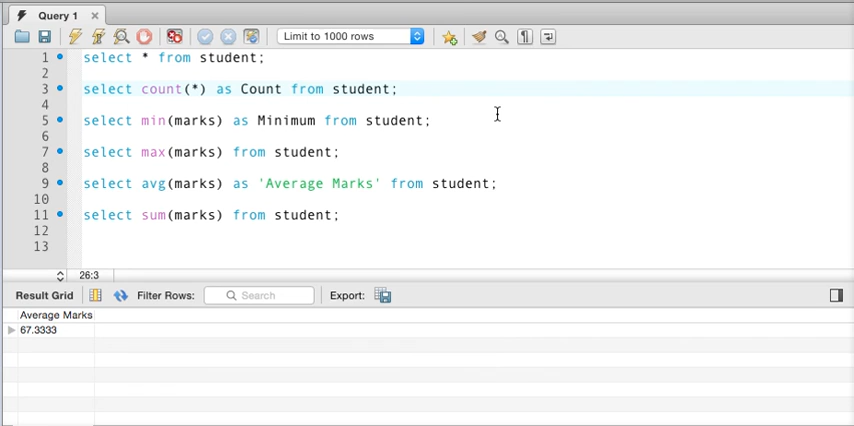 Query 1
Limit to 1000 rows
1 select * from student;
2
3 select count(*) as Count from student;
4
5 select min(marks) as Minimum from student;
6
7 select max(marks) from student;
8
9 select avg(marks) as 'Average Marks' from student;
10
11 select sum(marks) from student;
12
13
26:3
Result Grid Filter Rows: Search Export:
Average Marks
67.3333